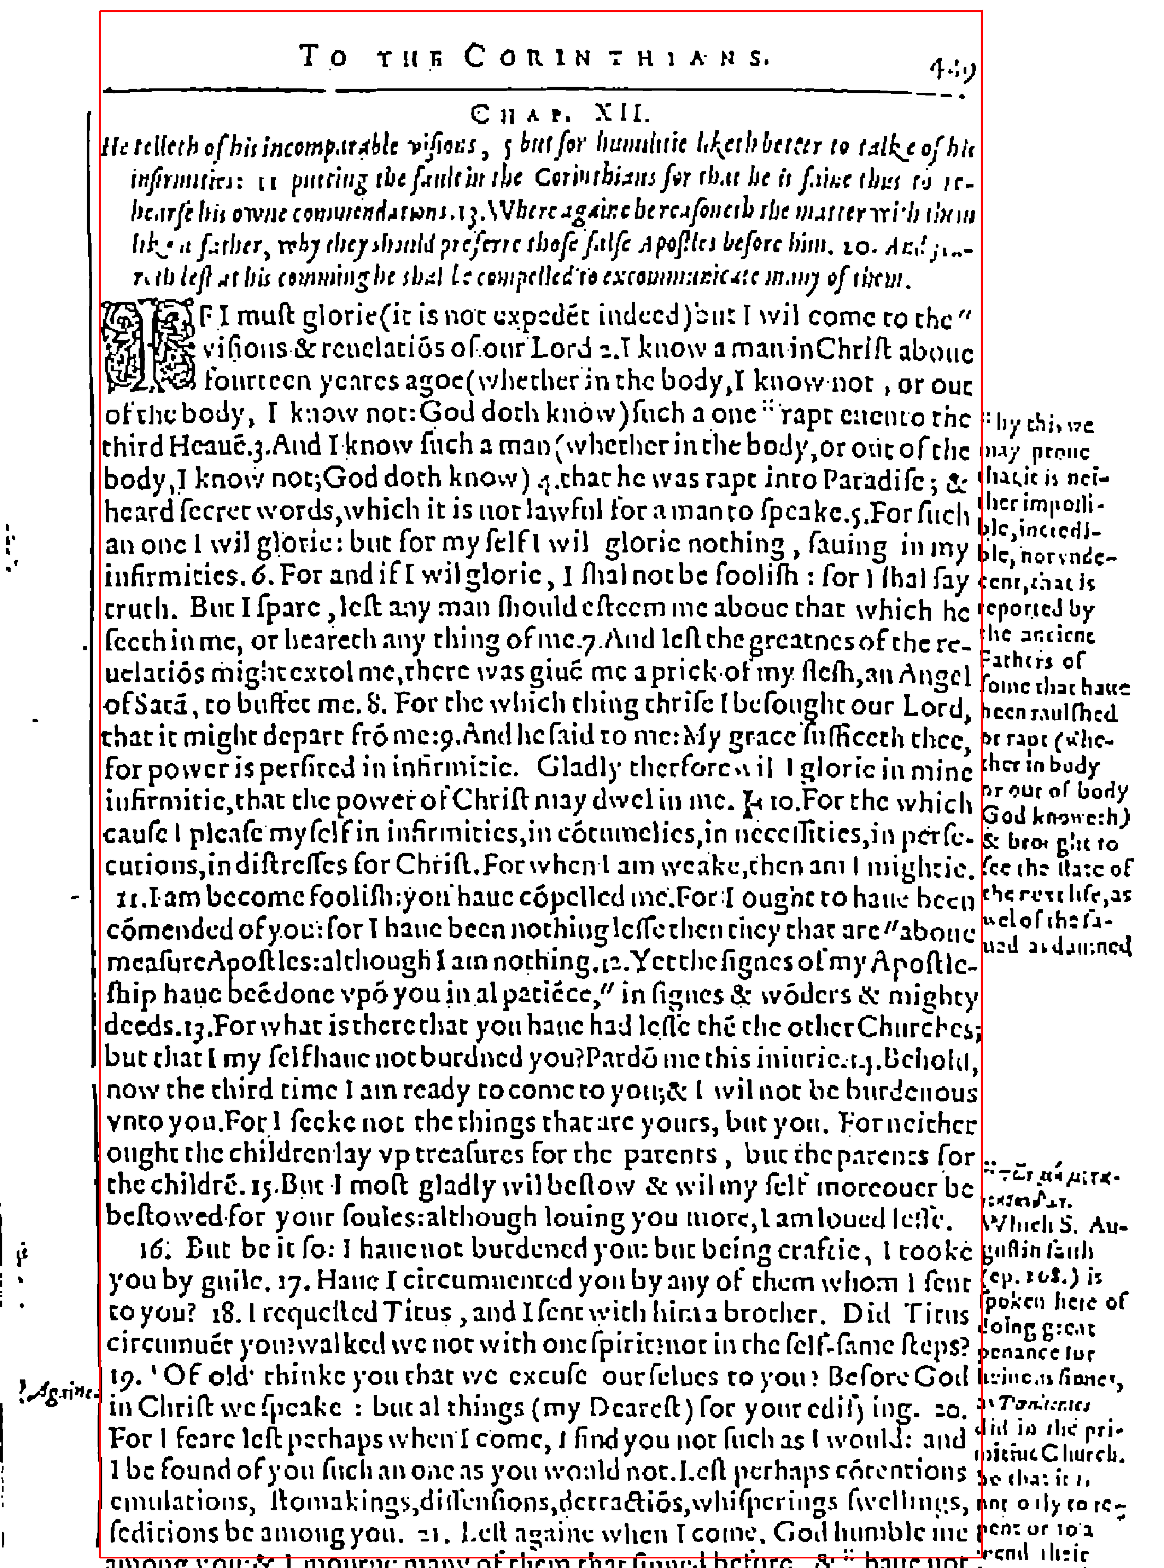 TO THE CORINTHIANS.
449
CHAP. XII.
He telleth of his incomparable visions, 5 but for humilitie liketh better to talke of his
infirmities: 11 putting the fault in the Corinthians for that he is faine thus to re-
hearse his owne commendations. 13. Where againe he reasoneth the matter with them
like a father, why they should preferre those false Apostles before him. 20. And
lest at his comming he shal be compelled to excommunicate many of them.
IF I muſt glorie (it is not expedēt indeed) but I wil come to the "
viſions & reuelatiōs of our Lord 2. I know a man in Chriſt aboue
fourteen yeares agoe (whether in the body, I know not, or out
of the body, I know not: God doth know) ſuch a one :: rapt euen to the
third Heauē. 3. And I know ſuch a man (whether in the body, or out of the
body, I know not; God doth know) 4. that he was rapt into Paradiſe; &
heard ſecret words, which it is not lawful for a man to ſpeake. 5. For ſuch
an one I wil glorie: but for my ſelf I wil glorie nothing, ſauing in my
infirmities. 6. For and if I wil glorie, I ſhal not be fooliſh: for I ſhal ſay
truth. But I ſpare, leſt any man ſhould eſteem me aboue that which he
ſeeth in me, or heareth any thing of me. 7. And leſt the greatnes of the re-
uelatiōs might extol me, there was giuē me a prick of my fleſh, an Angel
of Satā, to buffet me. 8. For the which thing thriſe I beſought our Lord,
that it might depart frō me: 9. And he ſaid to me: My grace ſufficeth thee,
for power is perfited in infirmitie. Gladly therfore wil I glorie in mine
infirmitie, that the power of Chriſt may dwel in me. 10. For the which
cauſe I pleaſe my ſelf in infirmities, in cōtumelies, in neceſſities, in perſe-
cutions, in diſtreſſes for Chriſt. For when I am weake, then am I mightie.
11. I am become fooliſh: you haue cōpelled me. For I ought to haue been
cōmended of you: for I haue been nothing leſſe then they that are " aboue
meaſure Apoſtles: although I am nothing. 12. Yet the ſignes of my Apoſtle-
ſhip haue beē done vpō you in al patiēce, " in ſignes & wōders & mighty
deeds. 13. For what is there that you haue had leſſe thē the other Churches;
but that I my ſelf haue not burdned you? Pardō me this iniurie. 14. Behold,
now the third time I am ready to come to you; & I wil not be burdenous
vnto you. For I ſeeke not the things that are yours, but you. For neither
ought the children lay vp treaſures for the parents, but the parents for
the childrē. 15. But I moſt gladly wil beſtow & wil my ſelf moreouer be
beſtowed for your ſoules: although louing you more, I am loued leſſe.
16. But be it ſo: I haue not burdened you: but being craftie, I tooke
you by guile. 17. Haue I circumuented you by any of them whom I ſent
to you? 18. I requeſted Titus, and I ſent with him a brother. Did Titus
circumuēt you? walked we not with one ſpirit? not in the ſelf-ſame ſteps?
19. Of old thinke you that we excuſe our ſelues to you? Before God
in Chriſt we ſpeake: but al things (my Deareſt) for your edifying. 20.
For I feare leſt perhaps when I come, I find you not ſuch as I would: and
I be found of you ſuch an one as you would not. Leſt perhaps cōtentions
emulations, ſtomakings, diſſenſions, detractiōs, whiſperings ſwellings,
ſeditions be among you. 21. Leſt againe when I come, God humble me
among you: & I mourne many of them that ſinned before, & :: haue not
:: by this we
may proue
that it is nei-
ther impoſſi-
ble, incredi-
ble, nor vnde-
cent, that is
reported by
the ancient
Fathers of
ſome that haue
been rauiſhed
or rapt (whe-
ther in body
or out of body
God knoweth)
& brought to
ſee the ſtate of
the next life, as
wel of the ſa-
ued as damned
Which S. Au-
guſtin ſaith
(ep. 108.) is
ſpoken here of
doing great
penance for
heinous ſinnes,
as Penitentes
did in the pri-
mitiue Church.
So that it is
not only to re-
pent or to a
mend their
Againe